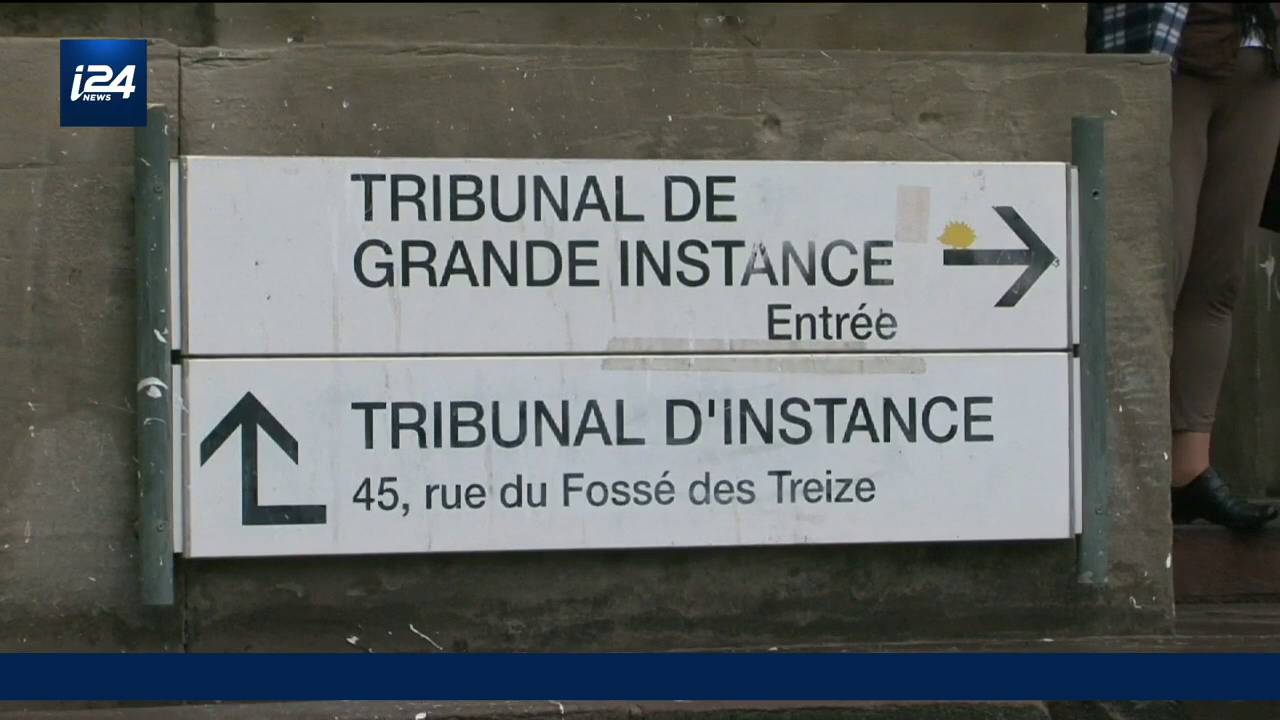 i24
NEWS
TRIBUNAL DE
GRANDE INSTANCE
Entrée
TRIBUNAL D'INSTANCE
45, rue du Fossé des Treize